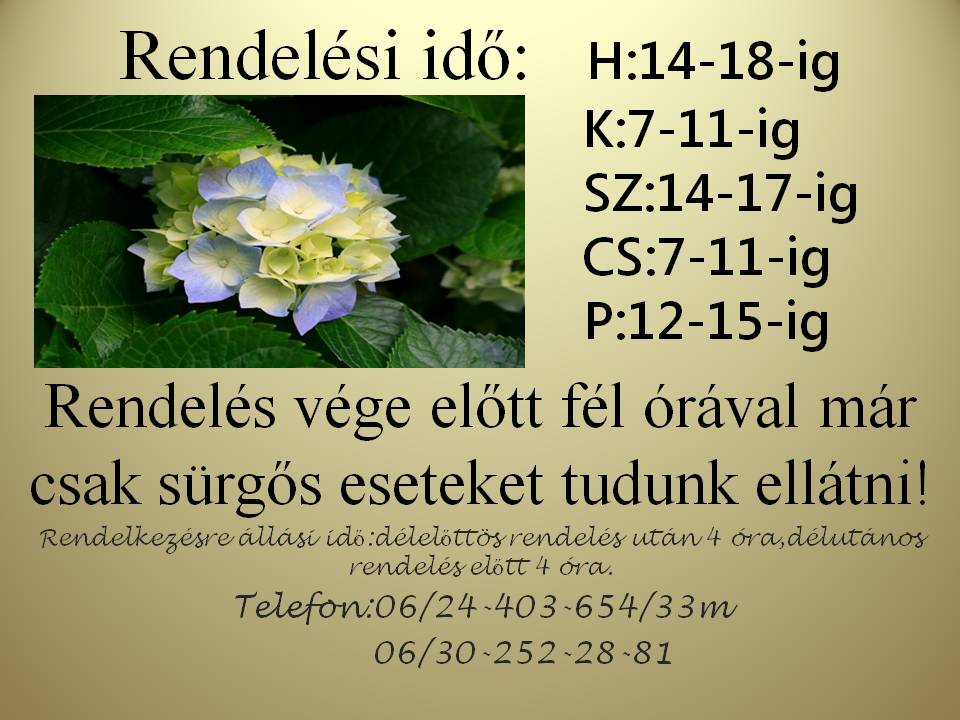 Rendelési idő: H:14-18-ig
K:7-11-ig
SZ:14-17-ig
CS:7-11-ig
P:12-15-ig
Rendelés vége előtt fél órával már
csak sürgős eseteket tudunk ellátni!
Rendelkezésre állási idő:délelőttös rendelés után 4 óra,délutános
rendelés előtt 4 óra.
Telefon:06/24-403-654/33m
06/30-252-28-81